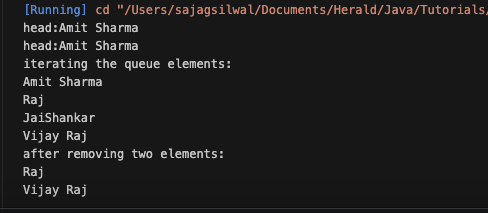 [Running] cd "/Users/sajagsilwal/Documents/Herald/Java/Tutorials/
head:Amit Sharma
head:Amit Sharma
iterating the queue elements:
Amit Sharma
Raj
JaiShankar
Vijay Raj
after removing two elements:
Raj
Vijay Raj